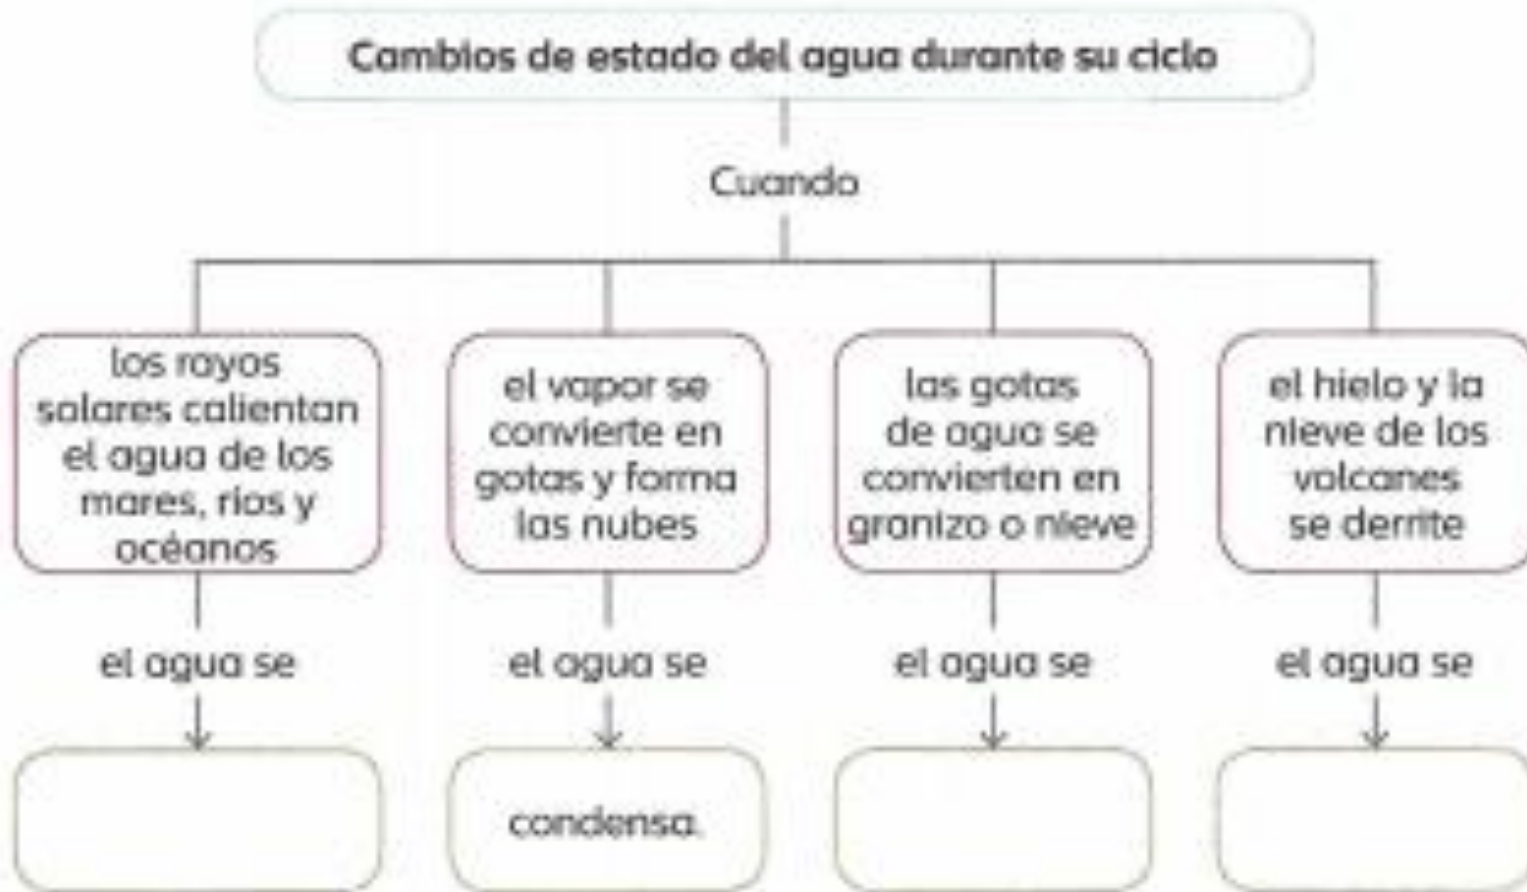 Cambios de estado del agua durante su ciclo
Cuando
los rayos
solares calientan
el agua de los
mares, ríos y
océanos
el vapor se
convierte en
gotas y forma
las nubes
las gotas
de agua se
convierten en
granizo o nieve
el hielo y la
nieve de los
volcanes
se derrite
el agua se
el agua se
el agua se
el agua se
condensa.